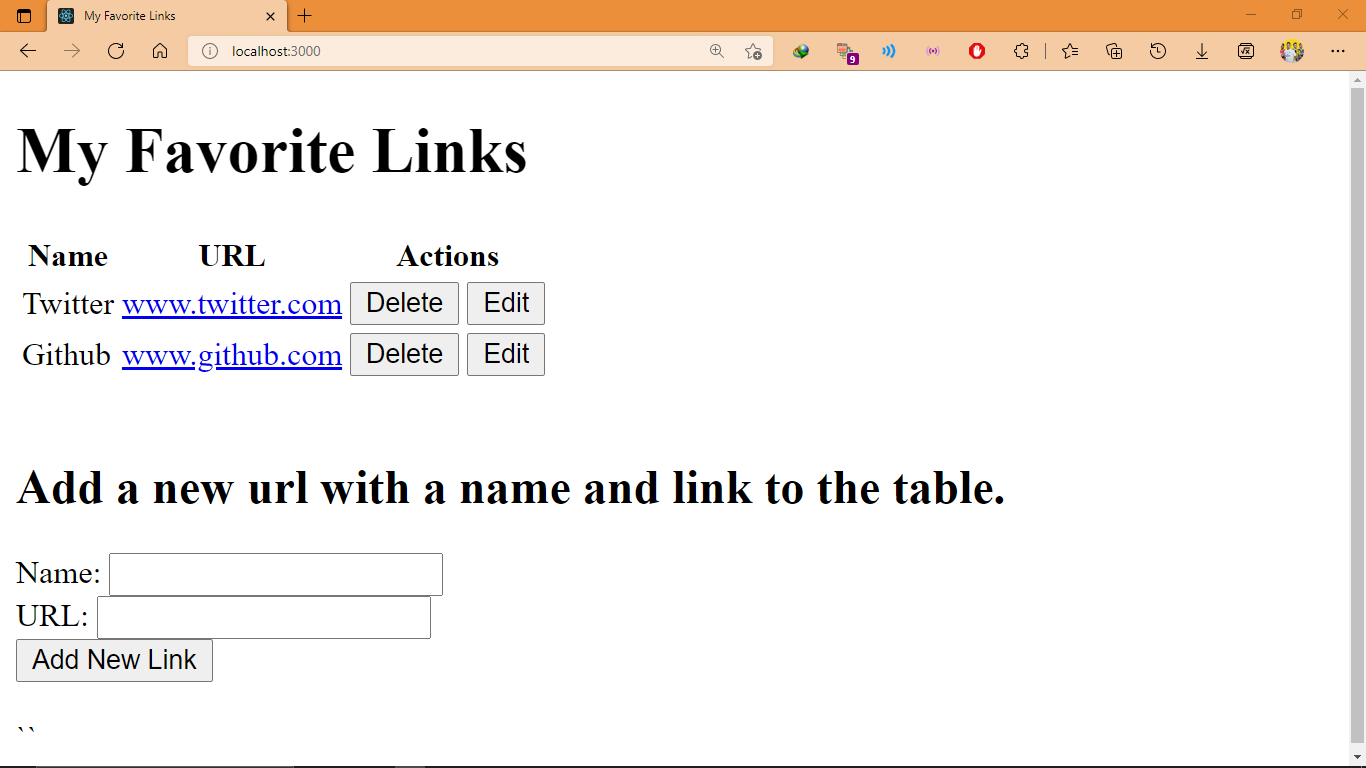 My Favorite Links
localhost:3000
9
My Favorite Links
Name URL Actions
Twitter www.twitter.com Delete Edit
Github www.github.com Delete Edit
Add a new url with a name and link to the table.
Name:
URL:
Add New Link
``